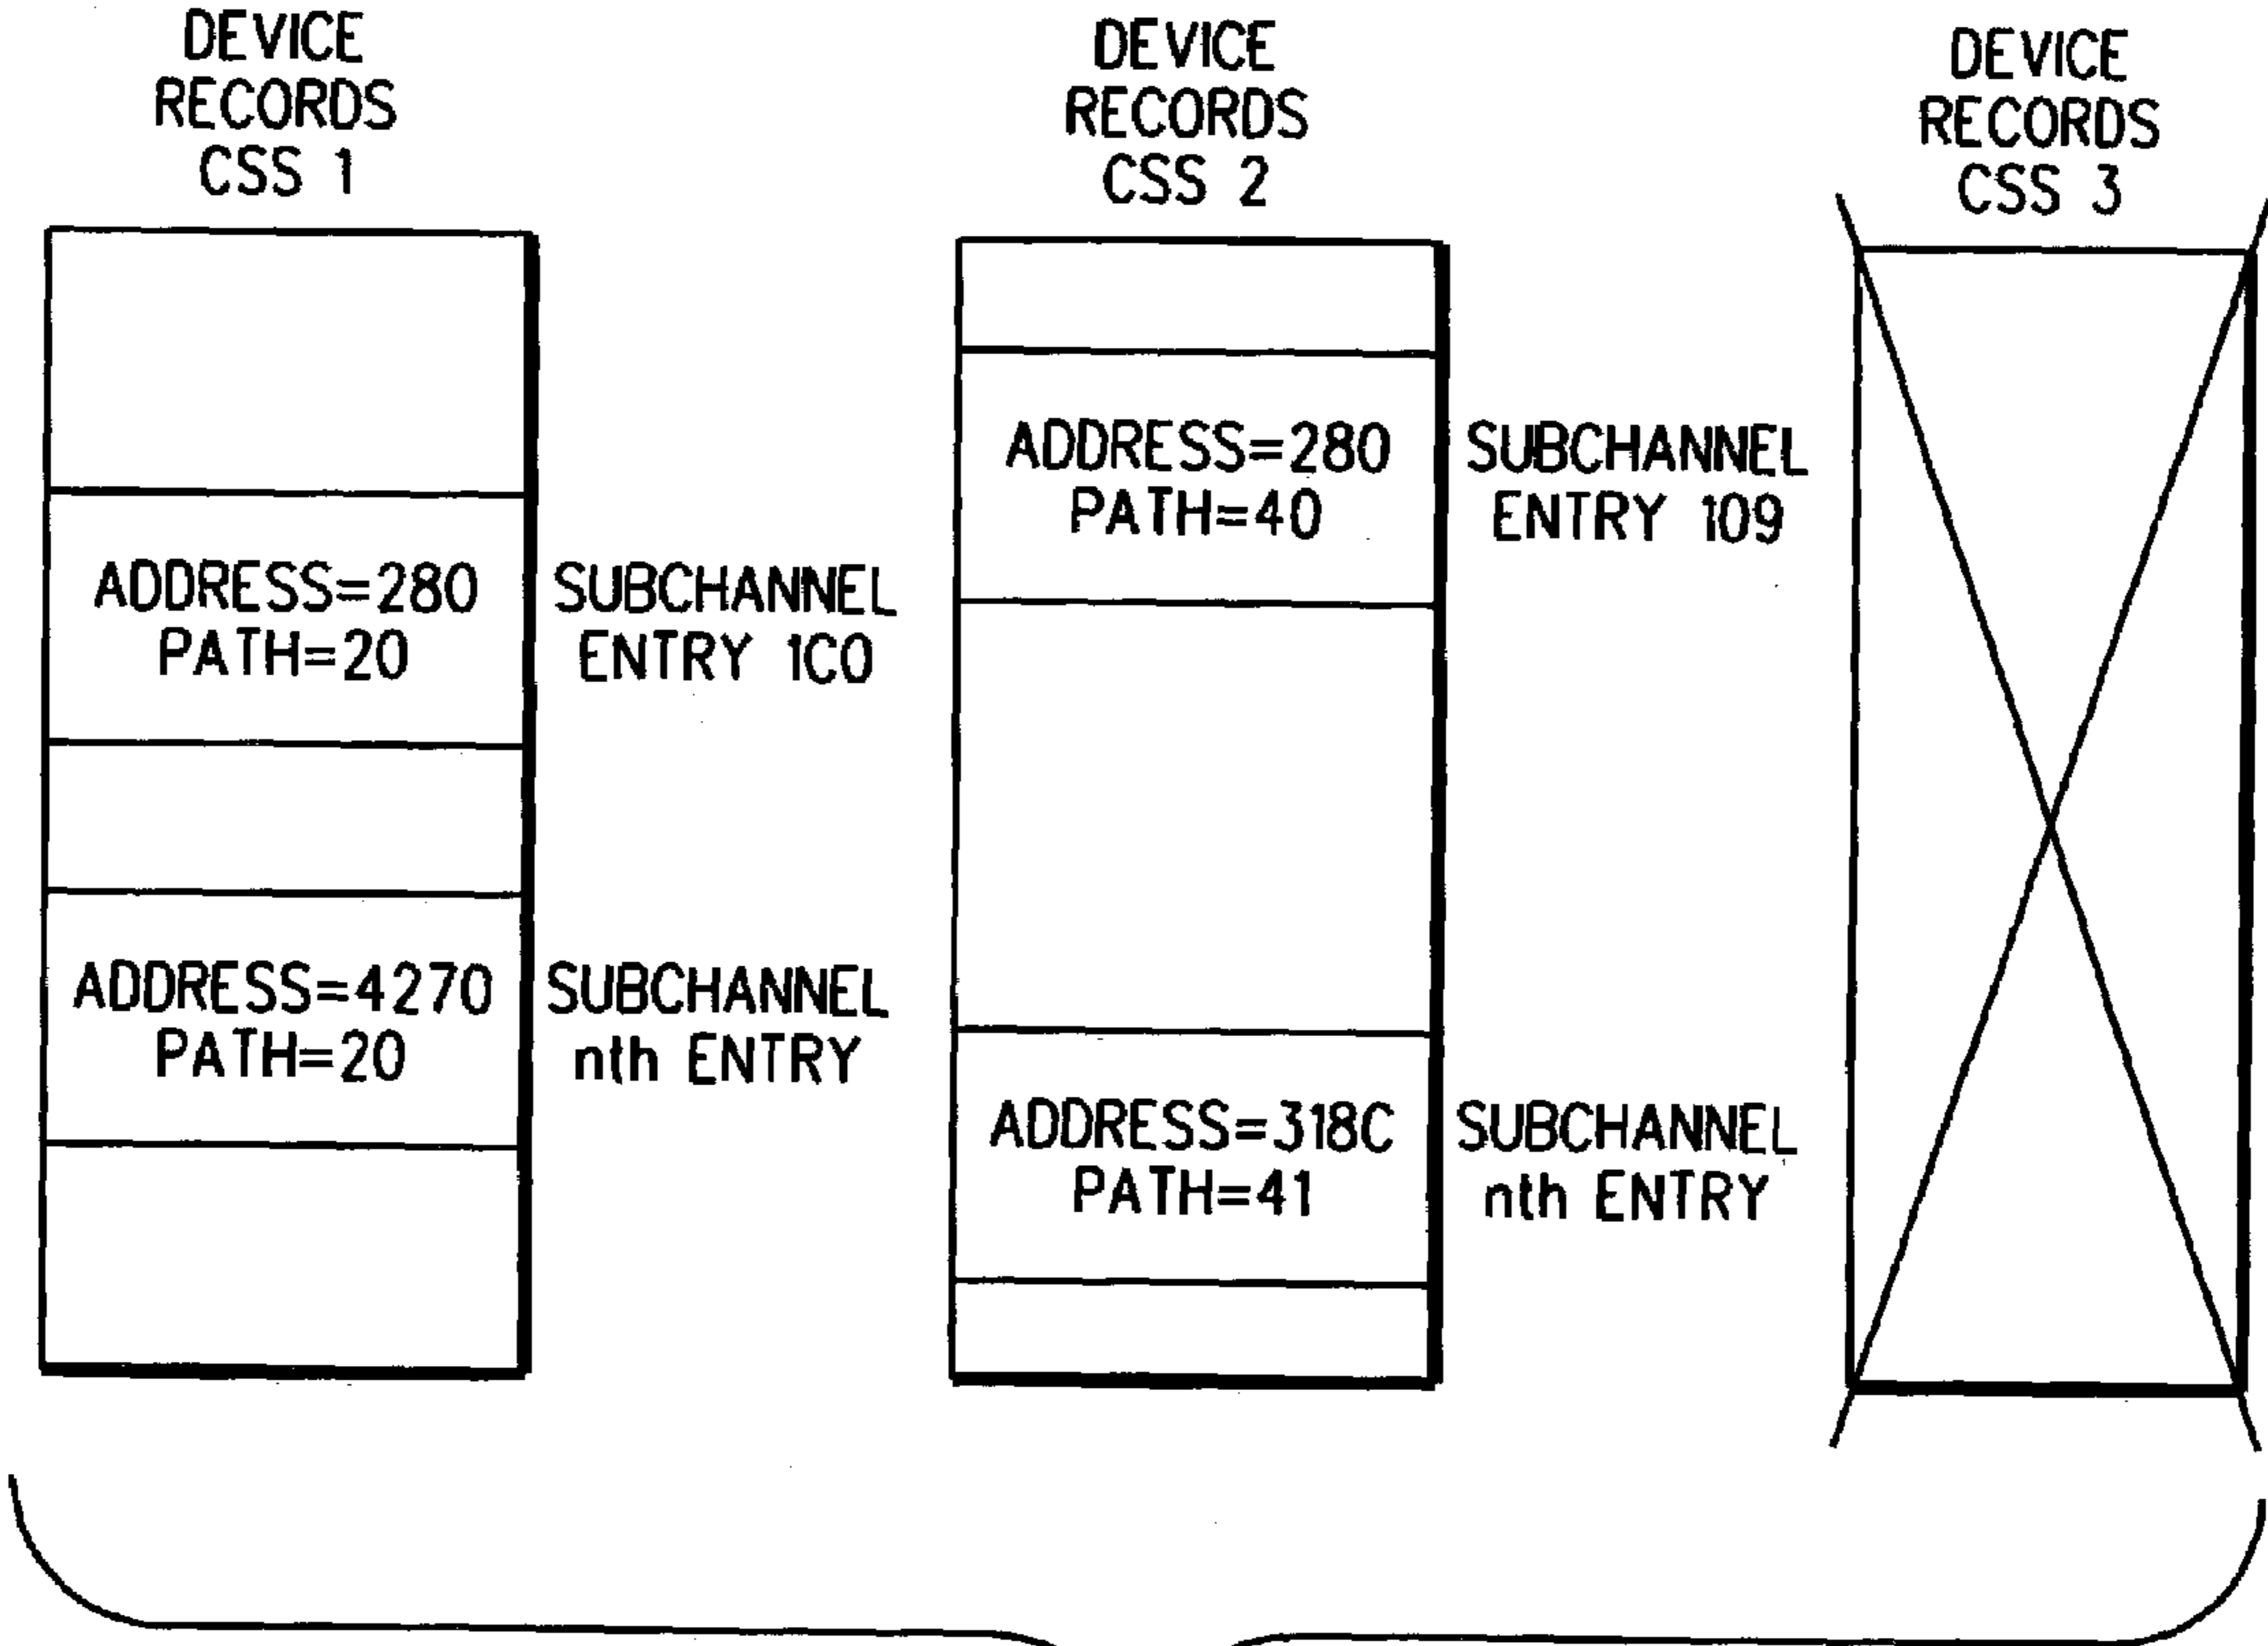 DEVICE
RECORDS
CSS 1
ADDRESS=280
PATH=20
SUBCHANNEL
ENTRY 1C0
ADDRESS=4270
PATH=20
SUBCHANNEL
nth ENTRY
DEVICE
RECORDS
CSS 2
ADDRESS=280
PATH=40
SUBCHANNEL
ENTRY 109
ADDRESS=318C
PATH=41
SUBCHANNEL
nth ENTRY
DEVICE
RECORDS
CSS 3